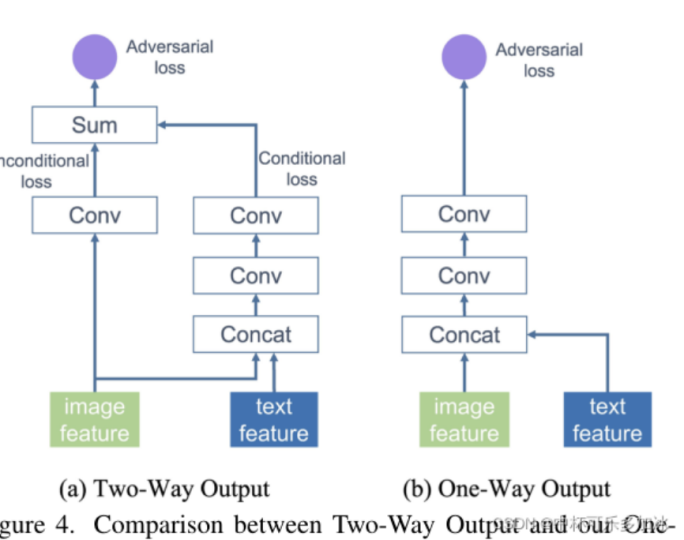 Adversarial
loss
Sum
nconditional
loss
Conditional
loss
Conv
Conv
Conv
Concat
image
feature
text
feature
(a) Two-Way Output
Adversarial
loss
Conv
Conv
Concat
image
feature
text
feature
(b) One-Way Output
gure 4. Comparison between Two-Way Output and our One-